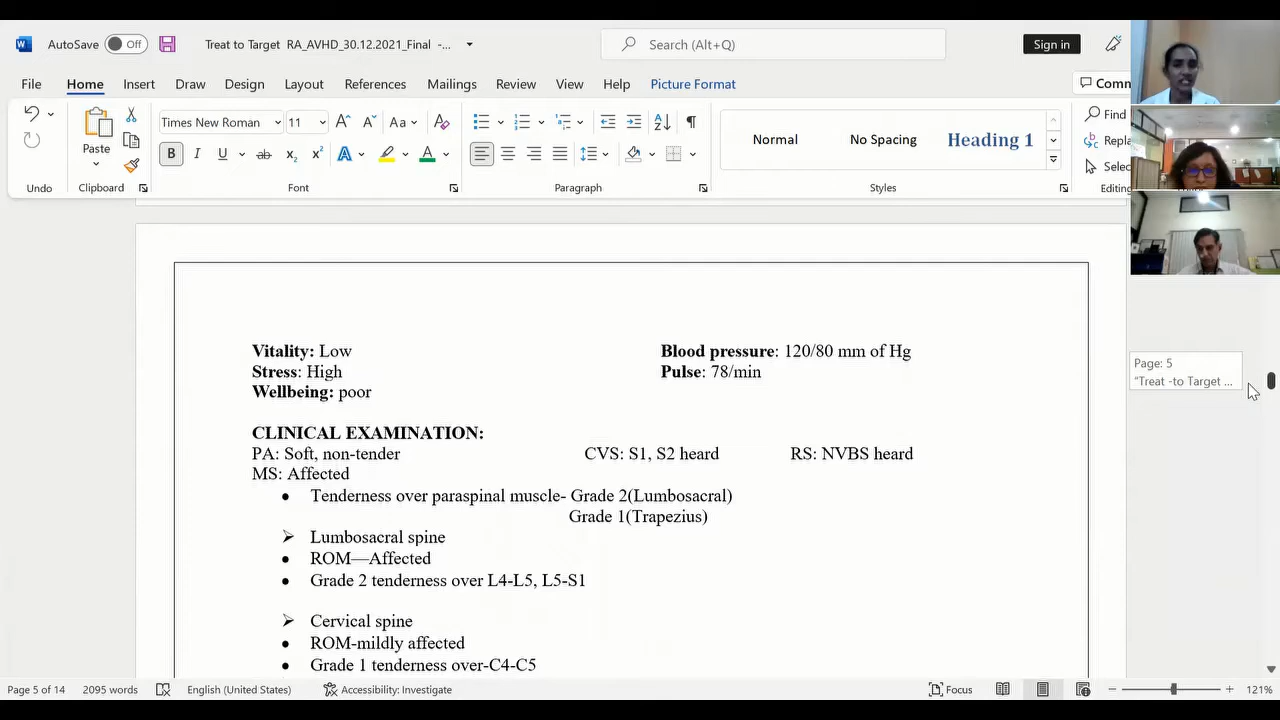 AutoSave Off Treat to Target RA_AVHD_30.12.2021_Final -... Search (Alt+Q) Sign in
File Home Insert Draw Design Layout References Mailings Review View Help Picture Format
Times New Roman 11 Aa Normal No Spacing Heading 1 Find
Paste
B I U ab x₂ x² A A
Undo Clipboard Font Paragraph Styles Editing
Vitality: Low Blood pressure: 120/80 mm of Hg
Stress: High Pulse: 78/min
Wellbeing: poor
Page: 5
"Treat -to Target ...
CLINICAL EXAMINATION:
PA: Soft, non-tender CVS: S1, S2 heard RS: NVBS heard
MS: Affected
• Tenderness over paraspinal muscle- Grade 2(Lumbosacral)
Grade 1(Trapezius)
➢ Lumbosacral spine
• ROM—Affected
• Grade 2 tenderness over L4-L5, L5-S1
➢ Cervical spine
• ROM-mildly affected
• Grade 1 tenderness over-C4-C5
Page 5 of 14 2095 words English (United States) Accessibility: Investigate Focus 121%